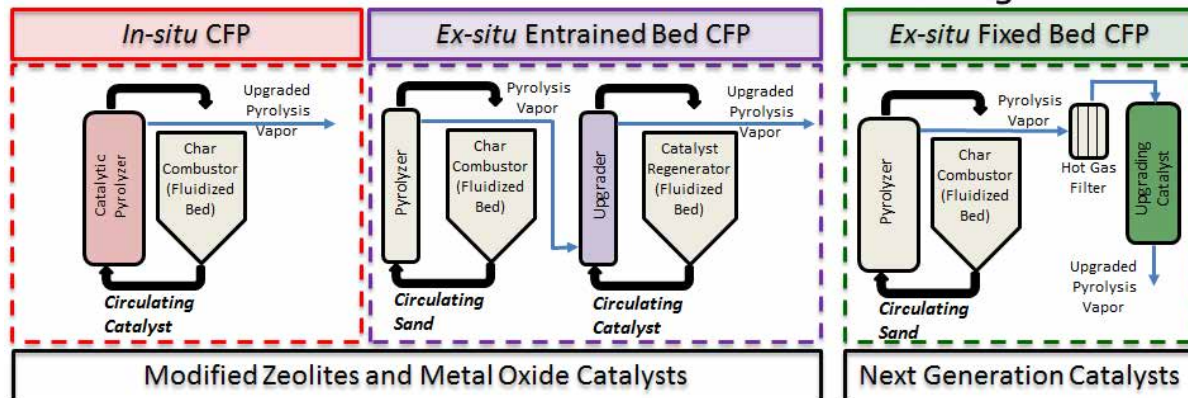 In-situ CFP
Upgraded
Pyrolysis
Vapor
Catalytic
Pyrolyzer
Char
Combustor
(Fluidized
Bed)
Circulating
Catalyst
Ex-situ Entrained Bed CFP
Pyrolysis
Vapor
Upgraded
Pyrolysis
Vapor
Pyrolyzer
Char
Combustor
(Fluidized
Bed)
Upgrader
Catalyst
Regenerator
(Fluidized
Bed)
Circulating
Sand
Circulating
Catalyst
Modified Zeolites and Metal Oxide Catalysts
Ex-situ Fixed Bed CFP
Pyrolysis
Vapor
Pyrolyzer
Char
Combustor
(Fluidized
Bed)
Hot Gas
Filter
Upgrading
Catalyst
Upgraded
Pyrolysis
Vapor
Circulating
Sand
Next Generation Catalysts